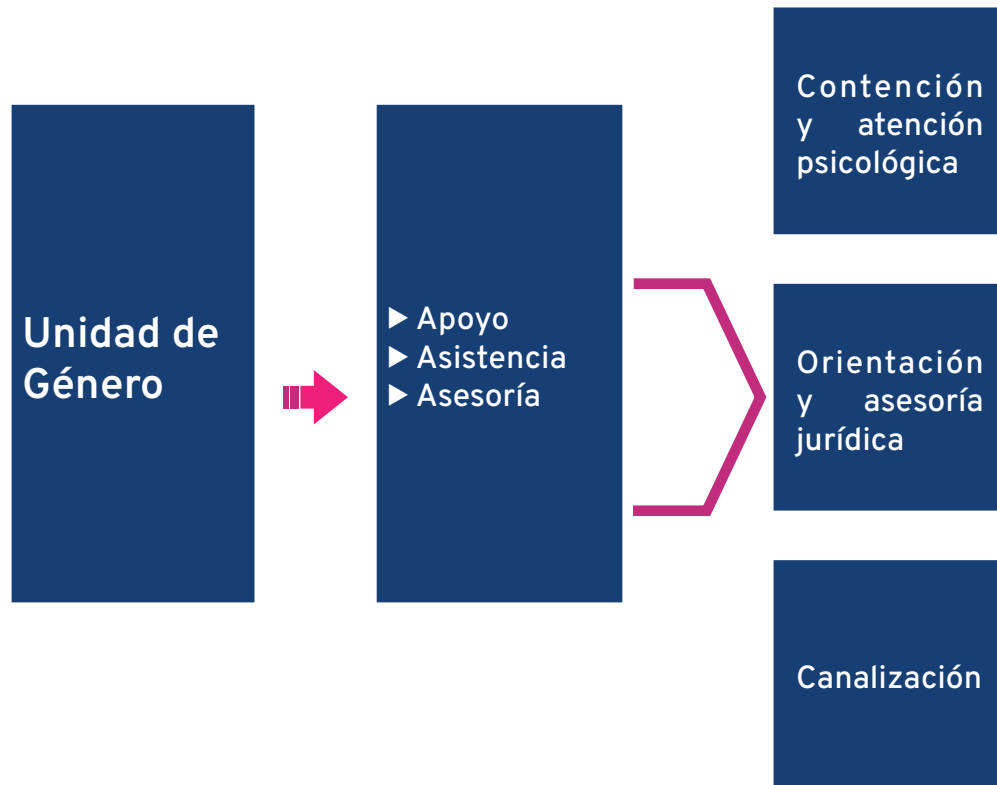 Unidad de
Género
▶ Apoyo
▶ Asistencia
▶ Asesoría
Contención
y atención
psicológica
Orientación
y asesoría
jurídica
Canalización